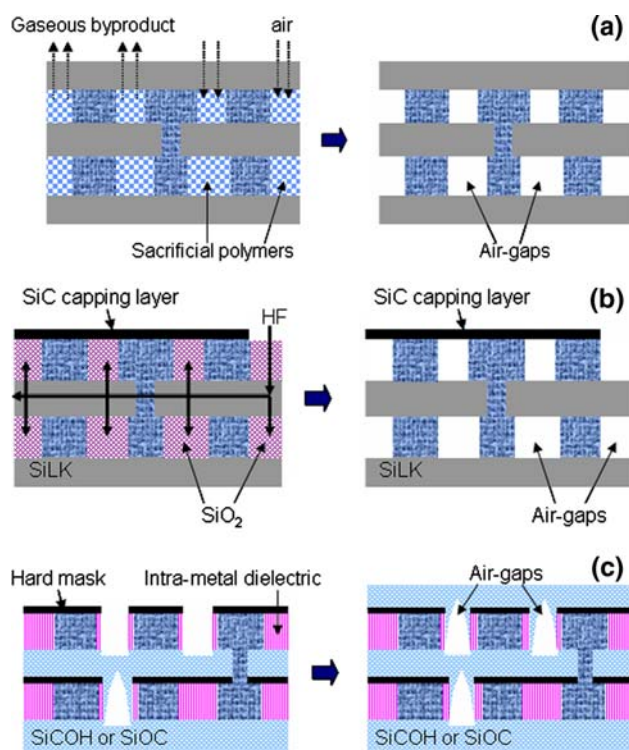 Gaseous byproduct
air
(a)
Sacrificial polymers
Air-gaps
SiC capping layer
HF
SiC capping layer
(b)
SiLK
SiO₂
SiLK
Air-gaps
Hard mask
Intra-metal dielectric
Air-gaps
(c)
SiCOH or SiOC
SiCOH or SiOC